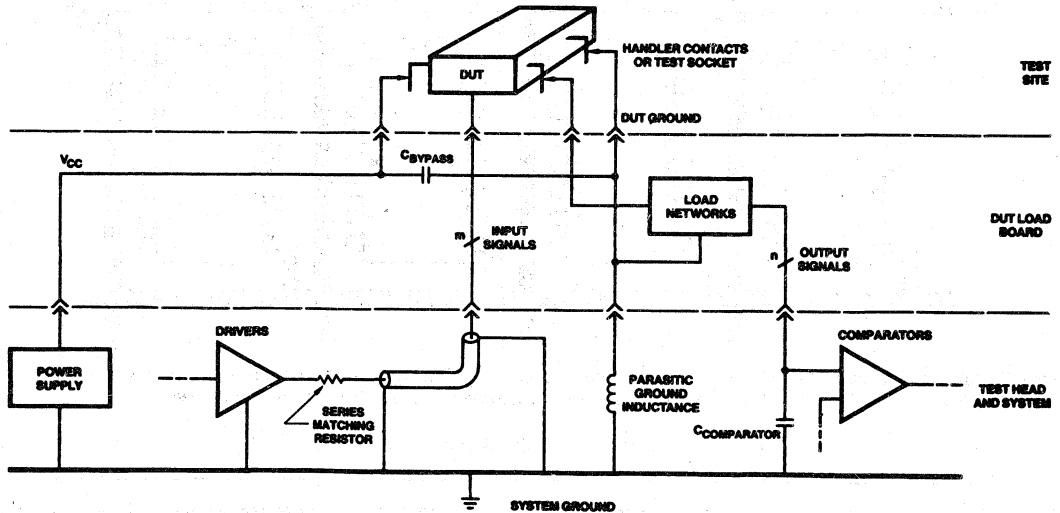 HANDLER CONTACTS
OR TEST SOCKET
DUT
TEST
SITE
DUT GROUND
VCC
CBYPASS
LOAD
NETWORKS
DUT LOAD
BOARD
m
INPUT
SIGNALS
n
OUTPUT
SIGNALS
DRIVERS
COMPARATORS
POWER
SUPPLY
SERIES
MATCHING
RESISTOR
PARASITIC
GROUND
INDUCTANCE
TEST HEAD
AND SYSTEM
CCOMPARATOR
SYSTEM GROUND